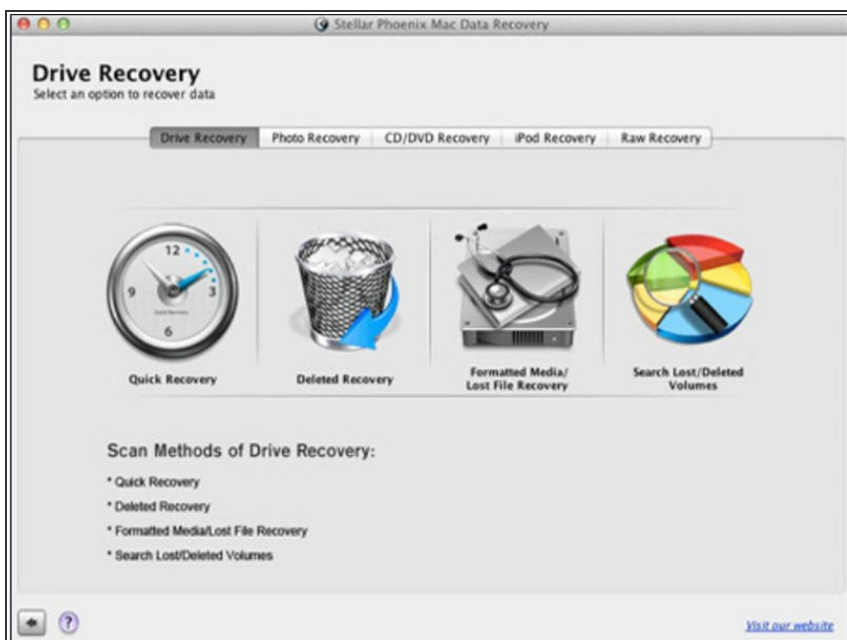 Stellar Phoenix Mac Data Recovery
Drive Recovery
Select an option to recover data
Drive Recovery Photo Recovery CD/DVD Recovery iPod Recovery Raw Recovery
12
3
6
9
Quick Recovery
Quick Recovery
Deleted Recovery
Formatted Media/
Lost File Recovery
Search Lost/Deleted
Volumes
Scan Methods of Drive Recovery:
* Quick Recovery
* Deleted Recovery
* Formatted Media/Lost File Recovery
* Search Lost/Deleted Volumes
?
Visit our website